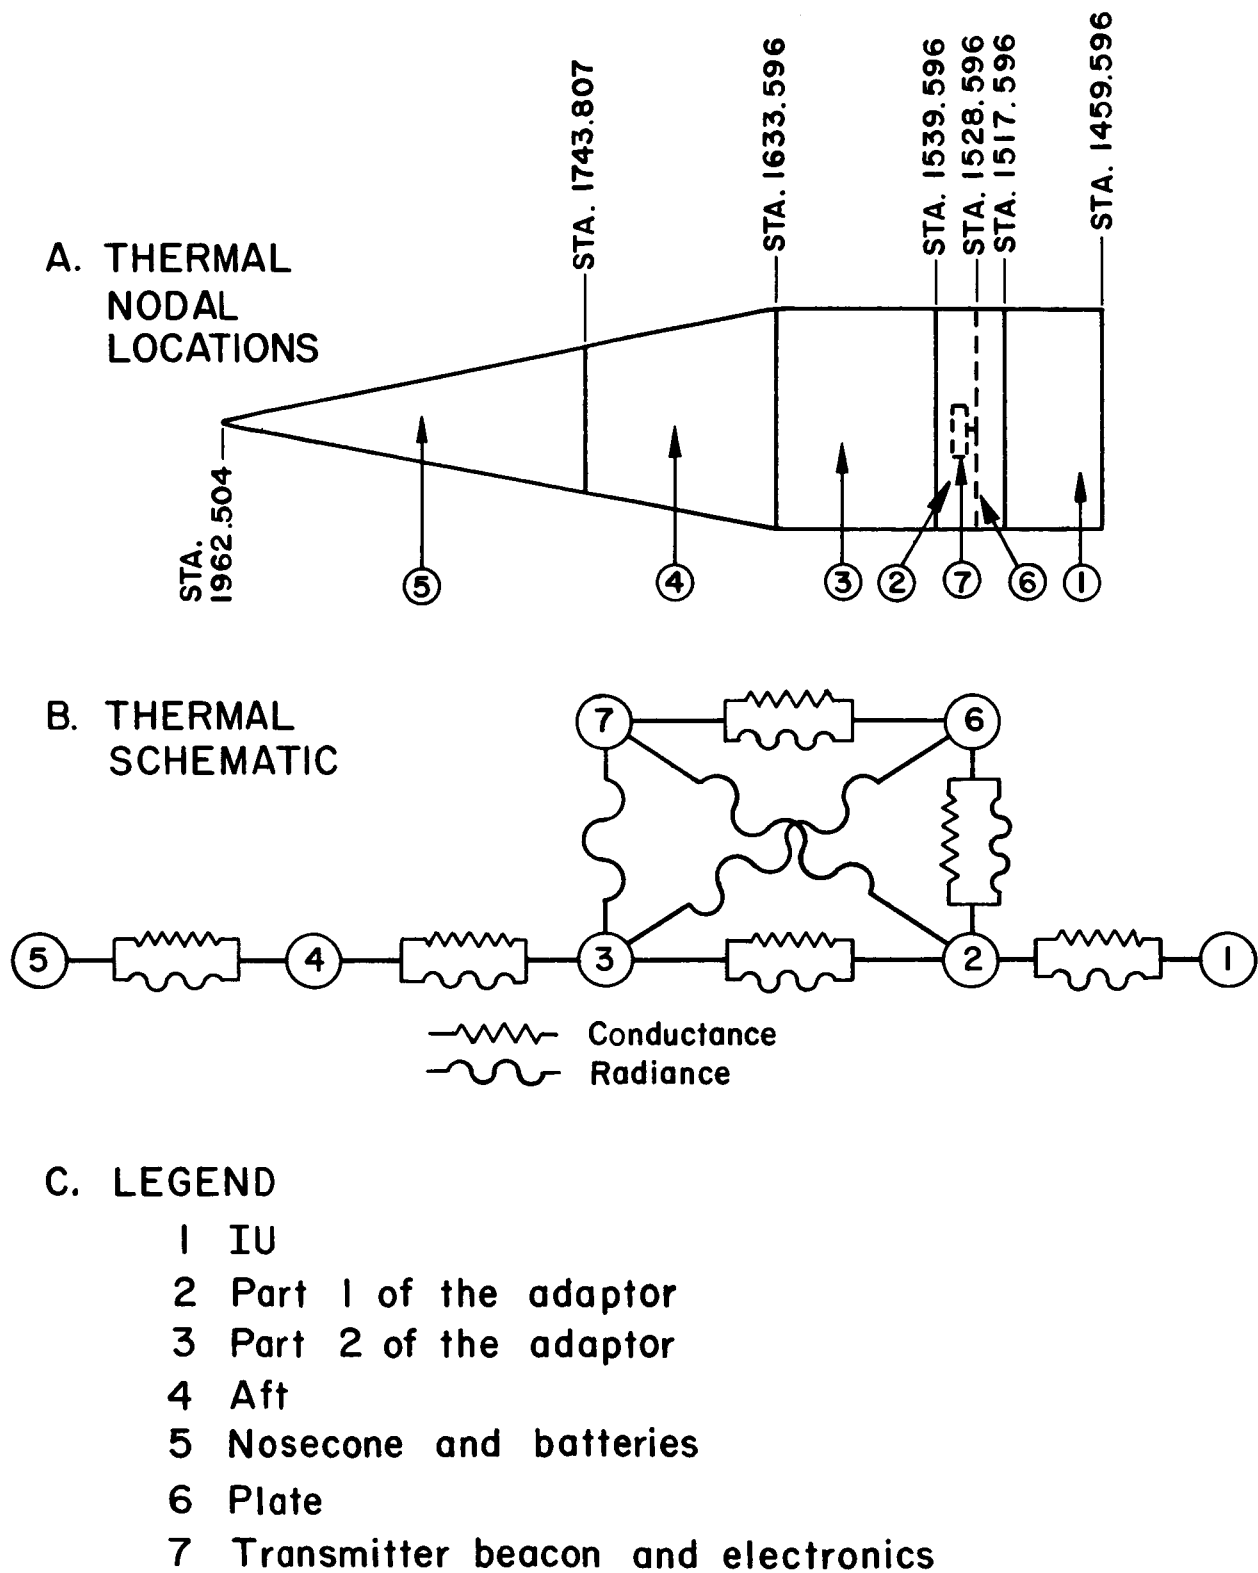 A. THERMAL
NODAL
LOCATIONS
STA. 1743.807
STA. 1633.596
STA. 1539.596
STA. 1528.596
STA. 1517.596
STA. 1459.596
STA.
1962.504
5
4
3
2
7
6
1
B. THERMAL
SCHEMATIC
7
6
5
4
3
2
1
Conductance
Radiance
C. LEGEND
1 IU
2 Part 1 of the adaptor
3 Part 2 of the adaptor
4 Aft
5 Nosecone and batteries
6 Plate
7 Transmitter beacon and electronics